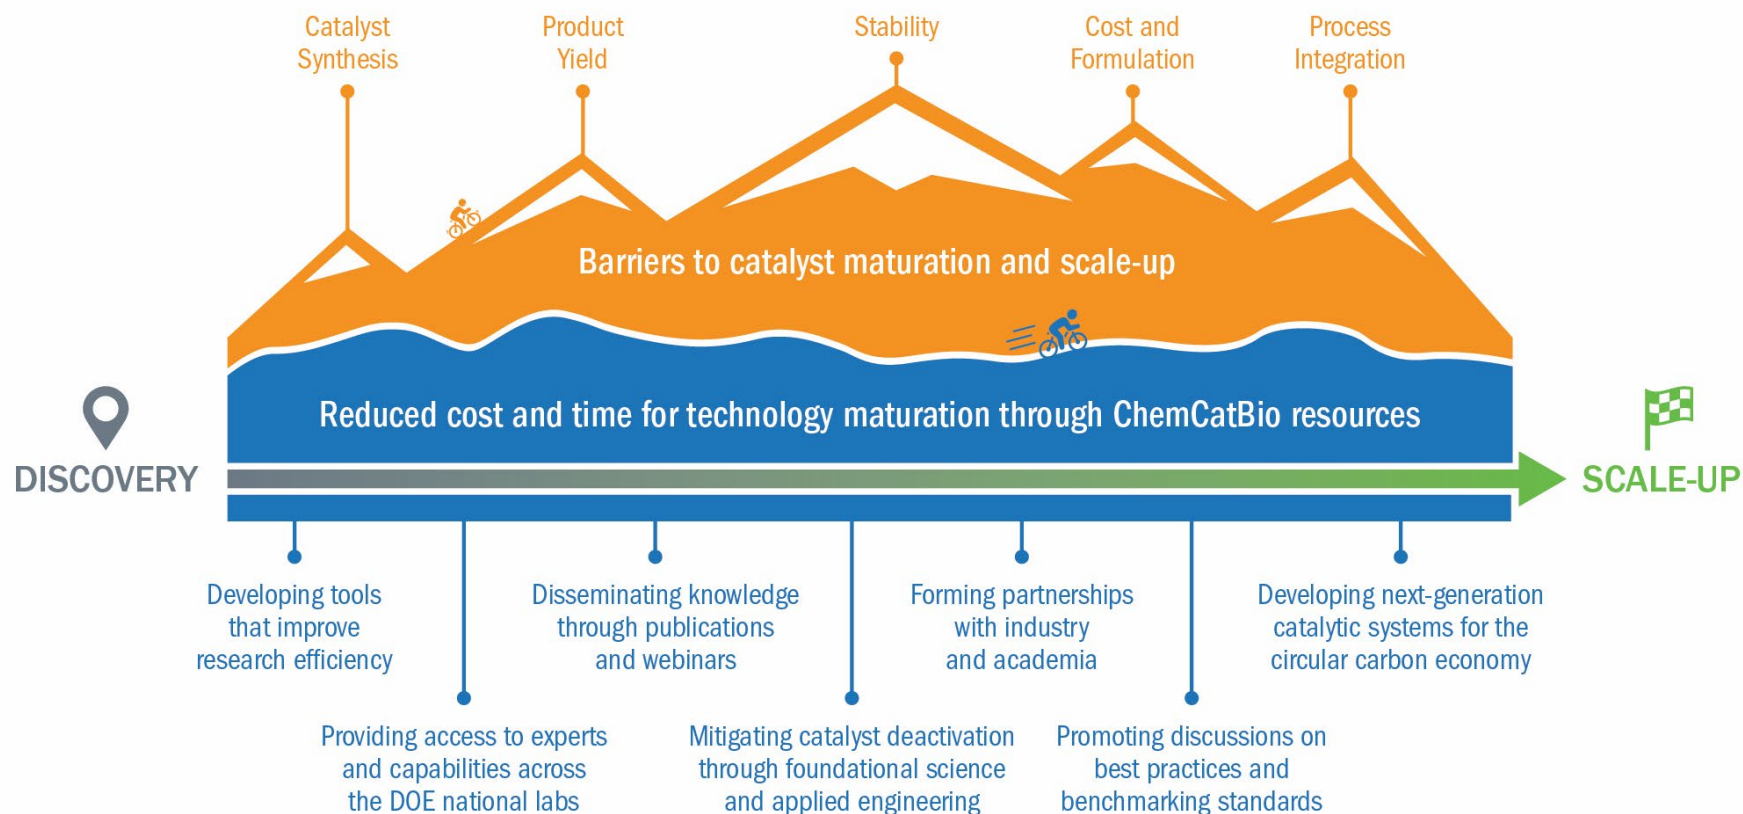 Catalyst
Synthesis
Product
Yield
Stability
Cost and
Formulation
Process
Integration
Barriers to catalyst maturation and scale-up
Reduced cost and time for technology maturation through ChemCatBio resources
DISCOVERY
SCALE-UP
Developing tools
that improve
research efficiency
Disseminating knowledge
through publications
and webinars
Forming partnerships
with industry
and academia
Developing next-generation
catalytic systems for the
circular carbon economy
Providing access to experts
and capabilities across
the DOE national labs
Mitigating catalyst deactivation
through foundational science
and applied engineering
Promoting discussions on
best practices and
benchmarking standards